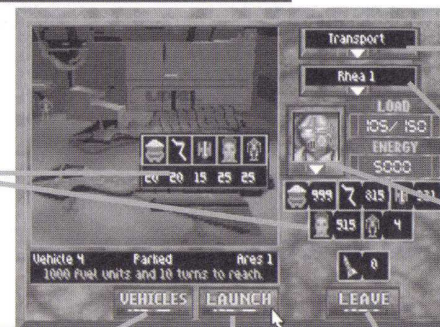 Transport
Rhea 1
LOAD
105/150
ENERGY
5000
20 20 15 25 25
999 815 931
515 4
0
Vehicle 4 Parked Ares 1
1000 fuel units and 10 turns to reach.
VEHICLES LAUNCH LEAVE